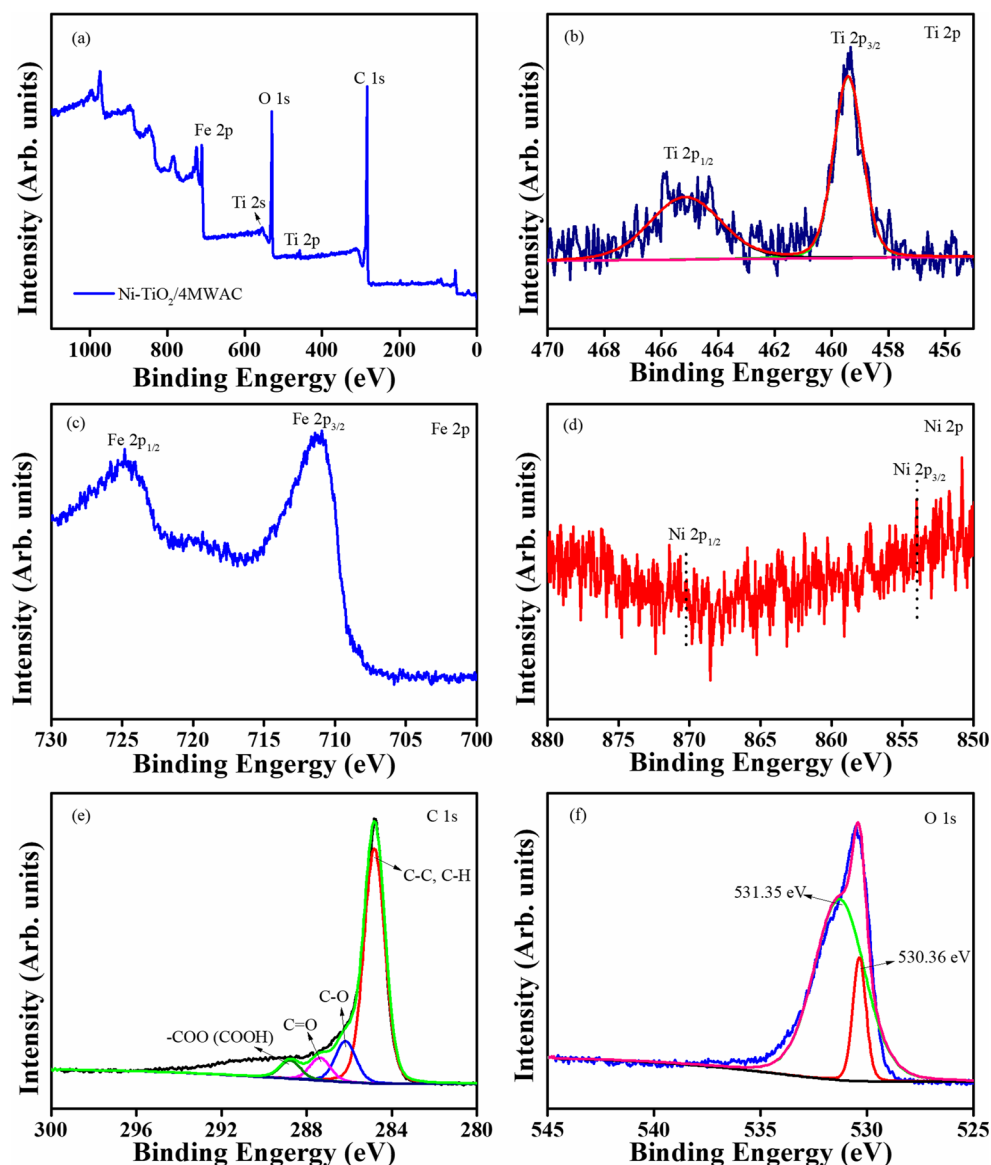 (a)
C 1s
O 1s
Fe 2p
Ti 2s
Ti 2p
Ni-TiO2/4MWAC
Intensity (Arb. units)
1000 800 600 400 200 0
Binding Engergy (eV)
(b)
Ti 2p3/2
Ti 2p
Ti 2p1/2
Intensity (Arb. units)
470 468 466 464 462 460 458 456
Binding Engergy (eV)
(c)
Fe 2p3/2
Fe 2p
Fe 2p1/2
Intensity (Arb. units)
730 725 720 715 710 705 700
Binding Engergy (eV)
(d)
Ni 2p
Ni 2p3/2
Ni 2p1/2
Intensity (Arb. units)
880 875 870 865 860 855 850
Binding Engergy (eV)
(e)
C 1s
C-C, C-H
C-O
C=O
-COO (COOH)
Intensity (Arb. units)
300 296 292 288 284 280
Binding Engergy (eV)
(f)
O 1s
531.35 eV
530.36 eV
Intensity (Arb. units)
545 540 535 530 525
Binding Engergy (eV)